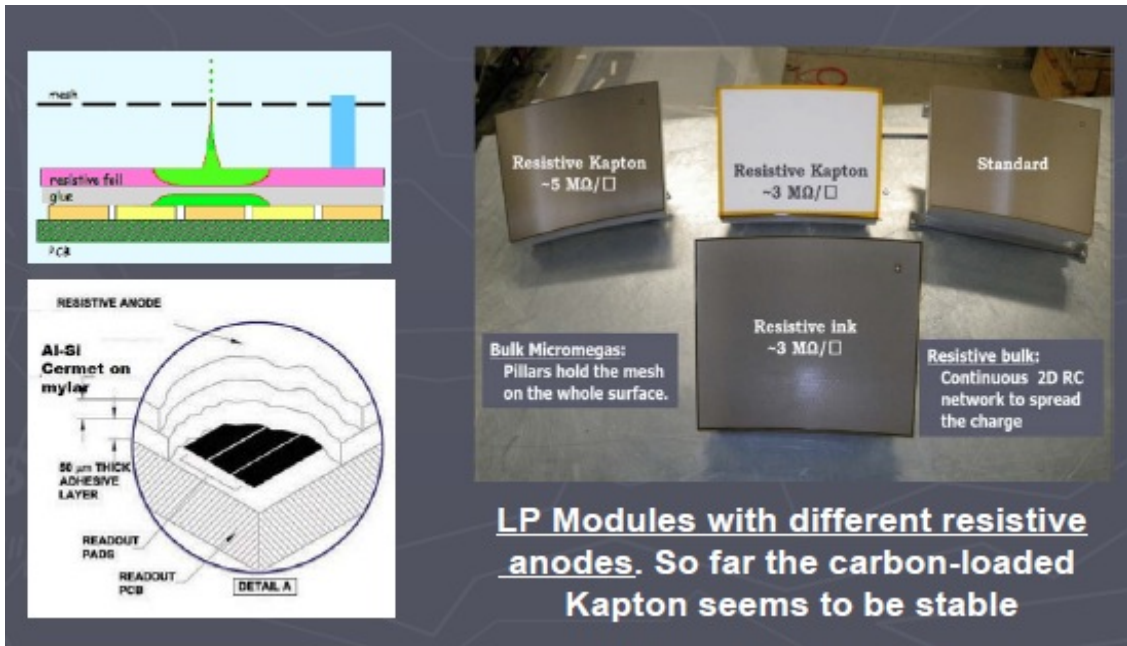 mesh
resistive foil
glue
PCB
RESISTIVE ANODE
Al-Si
Cermet on
mylar
50 µm THICK
ADHESIVE
LAYER
READOUT
PADS
READOUT
PCB
DETAIL A
Resistive Kapton
~5 MΩ/□
Resistive Kapton
~3 MΩ/□
Standard
Resistive ink
~3 MΩ/□
Bulk Micromegas:
Pillars hold the mesh
on the whole surface.
Resistive bulk:
Continuous 2D RC
network to spread
the charge
LP Modules with different resistive
anodes. So far the carbon-loaded
Kapton seems to be stable